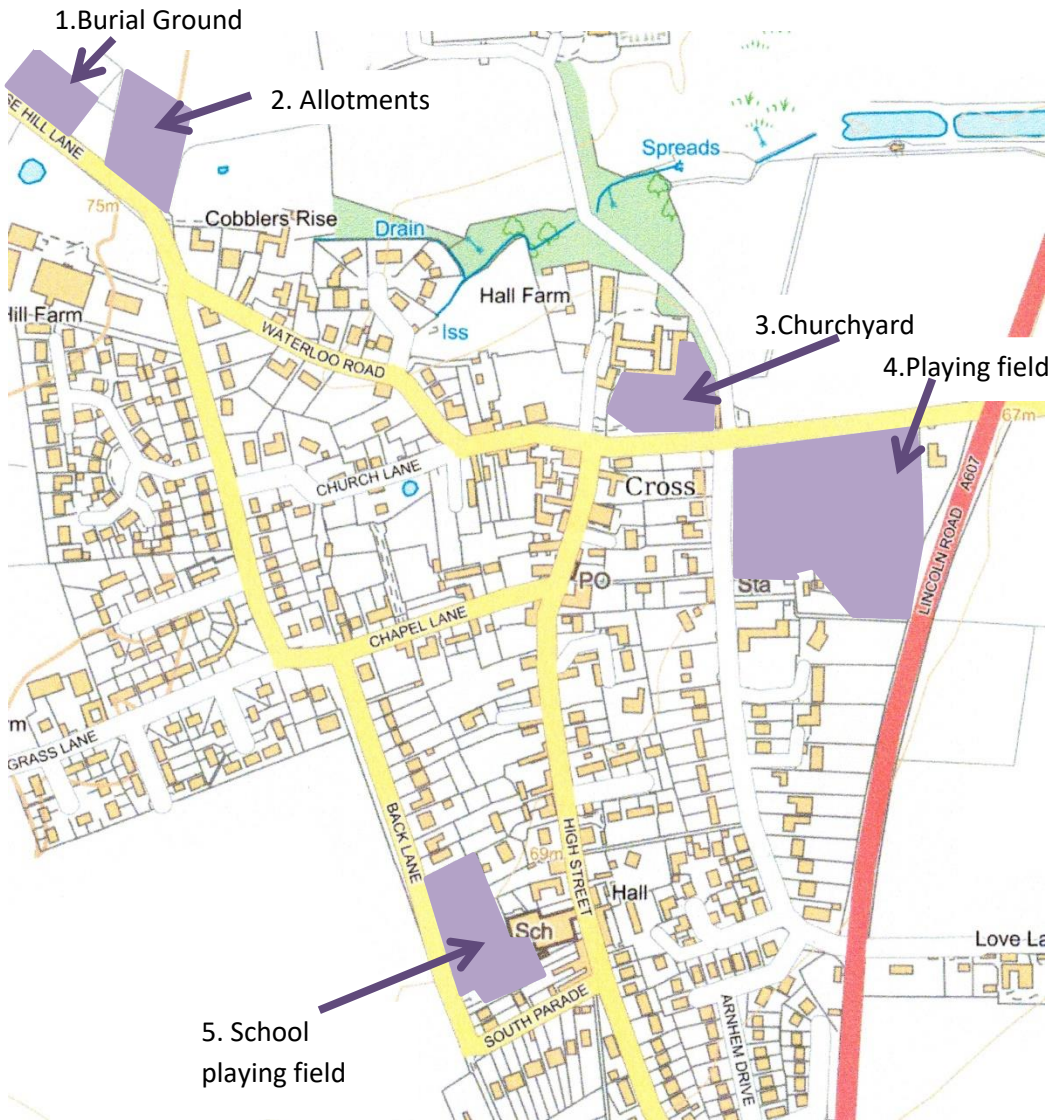 1.Burial Ground
2. Allotments
SE HILL LANE
Spreads
75m
Cobblers Rise
Drain
Hall Farm
Hill Farm
Iss
3.Churchyard
WATERLOO ROAD
4.Playing field
67m
CHURCH LANE
Cross
LINCOLN ROAD A607
PO
Sta
CHAPEL LANE
rm
GRASS LANE
BACK LANE
HIGH STREET
69m
Hall
Sch
Love La
SOUTH PARADE
ARNHEM DRIVE
5. School
playing field